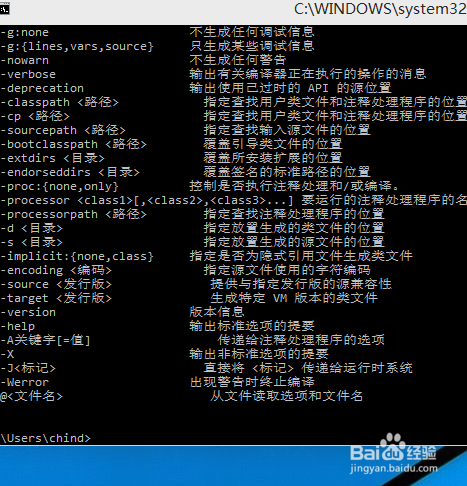 C:\WINDOWS\system32
-g:none 不生成任何调试信息
-g:{lines,vars,source} 只生成某些调试信息
-nowarn 不生成任何警告
-verbose 输出有关编译器正在执行的操作的消息
-deprecation 输出使用已过时的 API 的源位置
-classpath <路径> 指定查找用户类文件和注释处理程序的位置
-cp <路径> 指定查找用户类文件和注释处理程序的位置
-sourcepath <路径> 指定查找输入源文件的位置
-bootclasspath <路径> 覆盖引导类文件的位置
-extdirs <目录> 覆盖所安装扩展的位置
-endorseddirs <目录> 覆盖签名的标准路径的位置
-proc:{none,only} 控制是否执行注释处理和/或编译。
-processor <class1>[,<class2>,<class3>...] 要运行的注释处理程序的名
-processorpath <路径> 指定查找注释处理程序的位置
-d <目录> 指定放置生成的类文件的位置
-s <目录> 指定放置生成的源文件的位置
-implicit:{none,class} 指定是否为隐式引用文件生成类文件
-encoding <编码> 指定源文件使用的字符编码
-source <发行版> 提供与指定发行版的源兼容性
-target <发行版> 生成特定 VM 版本的类文件
-version 版本信息
-help 输出标准选项的提要
-A关键字[=值] 传递给注释处理程序的选项
-X 输出非标准选项的提要
-J<标记> 直接将 <标记> 传递给运行时系统
-Werror 出现警告时终止编译
@<文件名> 从文件读取选项和文件名
\Users\chind>
Baidu经验
jingyan.baidu.com